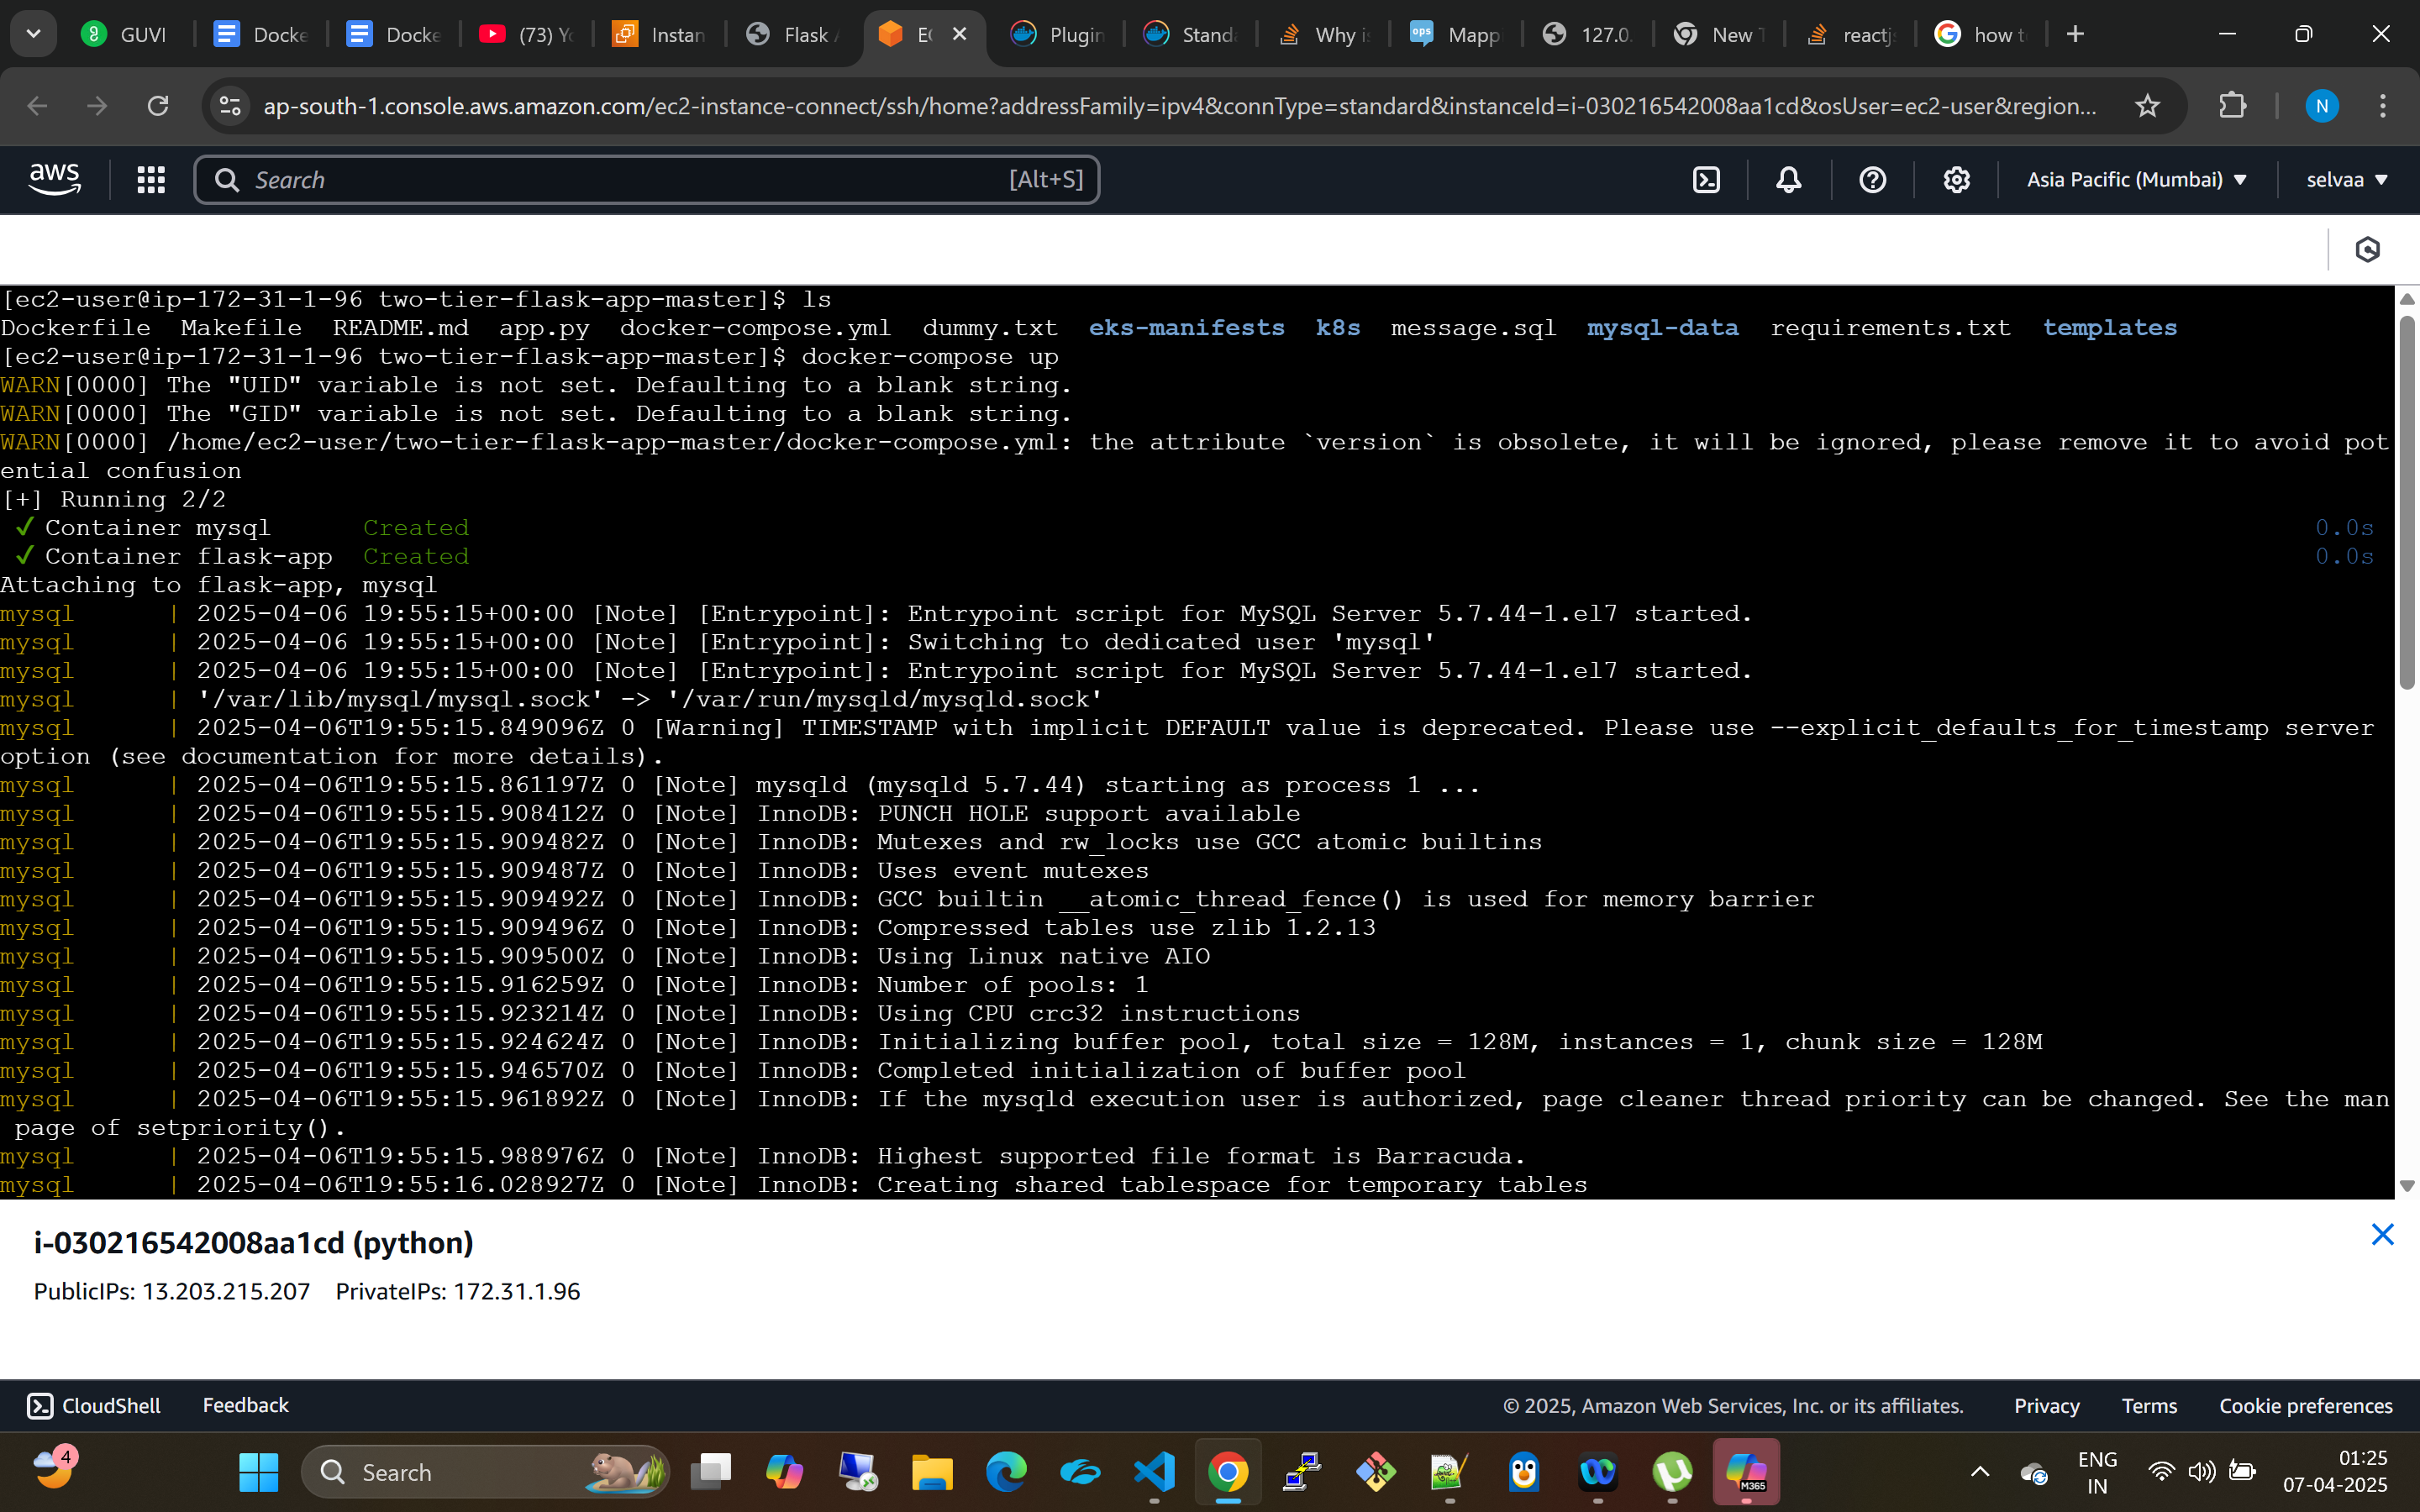 GUVI
Docke
Docke
(73) Yo
Instan
Flask
EC
Plugin
Stand
Why i
ops
Mapp
127.0.
New T
reactj
how t
ap-south-1.console.aws.amazon.com/ec2-instance-connect/ssh/home?addressFamily=ipv4&connType=standard&instanceId=i-030216542008aa1cd&osUser=ec2-user&region...
N
aws
Search
[Alt+S]
Asia Pacific (Mumbai)
selvaa
[ec2-user@ip-172-31-1-96 two-tier-flask-app-master]$ ls
Dockerfile Makefile README.md app.py docker-compose.yml dummy.txt eks-manifests k8s message.sql mysql-data requirements.txt templates
[ec2-user@ip-172-31-1-96 two-tier-flask-app-master]$ docker-compose up
WARN[0000] The "UID" variable is not set. Defaulting to a blank string.
WARN[0000] The "GID" variable is not set. Defaulting to a blank string.
WARN[0000] /home/ec2-user/two-tier-flask-app-master/docker-compose.yml: the attribute `version` is obsolete, it will be ignored, please remove it to avoid pot
ential confusion
[+] Running 2/2
✓ Container mysql Created 0.0s
✓ Container flask-app Created 0.0s
Attaching to flask-app, mysql
mysql | 2025-04-06 19:55:15+00:00 [Note] [Entrypoint]: Entrypoint script for MySQL Server 5.7.44-1.el7 started.
mysql | 2025-04-06 19:55:15+00:00 [Note] [Entrypoint]: Switching to dedicated user 'mysql'
mysql | 2025-04-06 19:55:15+00:00 [Note] [Entrypoint]: Entrypoint script for MySQL Server 5.7.44-1.el7 started.
mysql | '/var/lib/mysql/mysql.sock' -> '/var/run/mysqld/mysqld.sock'
mysql | 2025-04-06T19:55:15.849096Z 0 [Warning] TIMESTAMP with implicit DEFAULT value is deprecated. Please use --explicit_defaults_for_timestamp server
option (see documentation for more details).
mysql | 2025-04-06T19:55:15.861197Z 0 [Note] mysqld (mysqld 5.7.44) starting as process 1 ...
mysql | 2025-04-06T19:55:15.908412Z 0 [Note] InnoDB: PUNCH HOLE support available
mysql | 2025-04-06T19:55:15.909482Z 0 [Note] InnoDB: Mutexes and rw_locks use GCC atomic builtins
mysql | 2025-04-06T19:55:15.909487Z 0 [Note] InnoDB: Uses event mutexes
mysql | 2025-04-06T19:55:15.909492Z 0 [Note] InnoDB: GCC builtin __atomic_thread_fence() is used for memory barrier
mysql | 2025-04-06T19:55:15.909496Z 0 [Note] InnoDB: Compressed tables use zlib 1.2.13
mysql | 2025-04-06T19:55:15.909500Z 0 [Note] InnoDB: Using Linux native AIO
mysql | 2025-04-06T19:55:15.916259Z 0 [Note] InnoDB: Number of pools: 1
mysql | 2025-04-06T19:55:15.923214Z 0 [Note] InnoDB: Using CPU crc32 instructions
mysql | 2025-04-06T19:55:15.924624Z 0 [Note] InnoDB: Initializing buffer pool, total size = 128M, instances = 1, chunk size = 128M
mysql | 2025-04-06T19:55:15.946570Z 0 [Note] InnoDB: Completed initialization of buffer pool
mysql | 2025-04-06T19:55:15.961892Z 0 [Note] InnoDB: If the mysqld execution user is authorized, page cleaner thread priority can be changed. See the man
page of setpriority().
mysql | 2025-04-06T19:55:15.988976Z 0 [Note] InnoDB: Highest supported file format is Barracuda.
mysql | 2025-04-06T19:55:16.028927Z 0 [Note] InnoDB: Creating shared tablespace for temporary tables
i-030216542008aa1cd (python)
PublicIPs: 13.203.215.207 PrivateIPs: 172.31.1.96
CloudShell
Feedback
© 2025, Amazon Web Services, Inc. or its affiliates.
Privacy
Terms
Cookie preferences
4
Search
M365
ENG
IN
01:25
07-04-2025